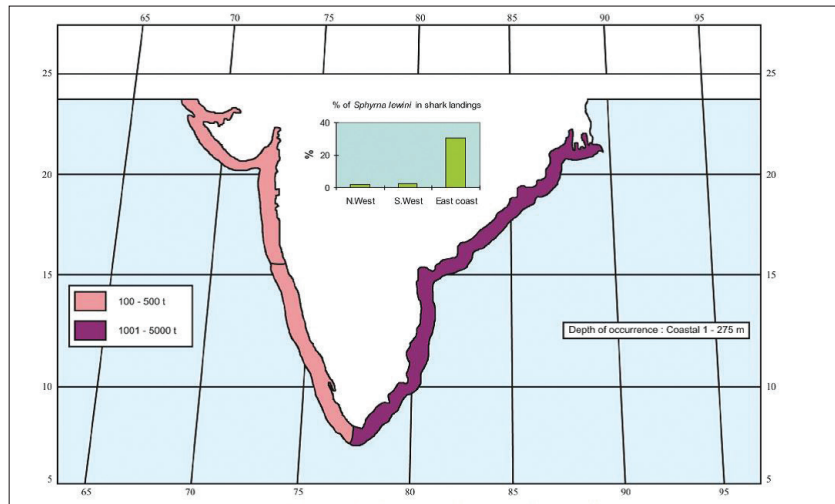 65 70 75 80 85 90 95
25 25
% of Sphyrna lewini in shark landings
40
20
0
%
N.West S.West East coast
20 20
15 15
100 - 500 t
1001 - 5000 t
Depth of occurrence : Coastal 1 - 275 m
10 10
5 5
65 70 75 80 85 90 95